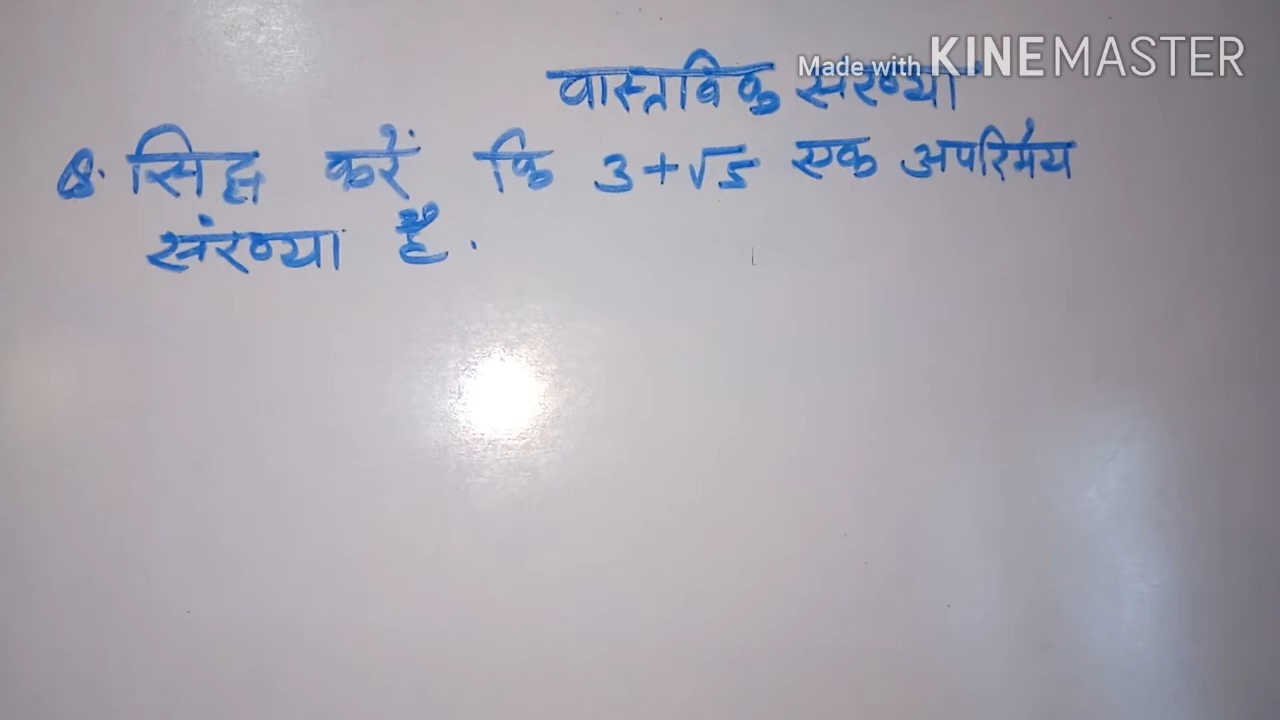 Made with KINEMASTER
वास्तविक संख्या
Q. सिद्ध करें कि 3+√5 एक अपरिमेय
संख्या है.